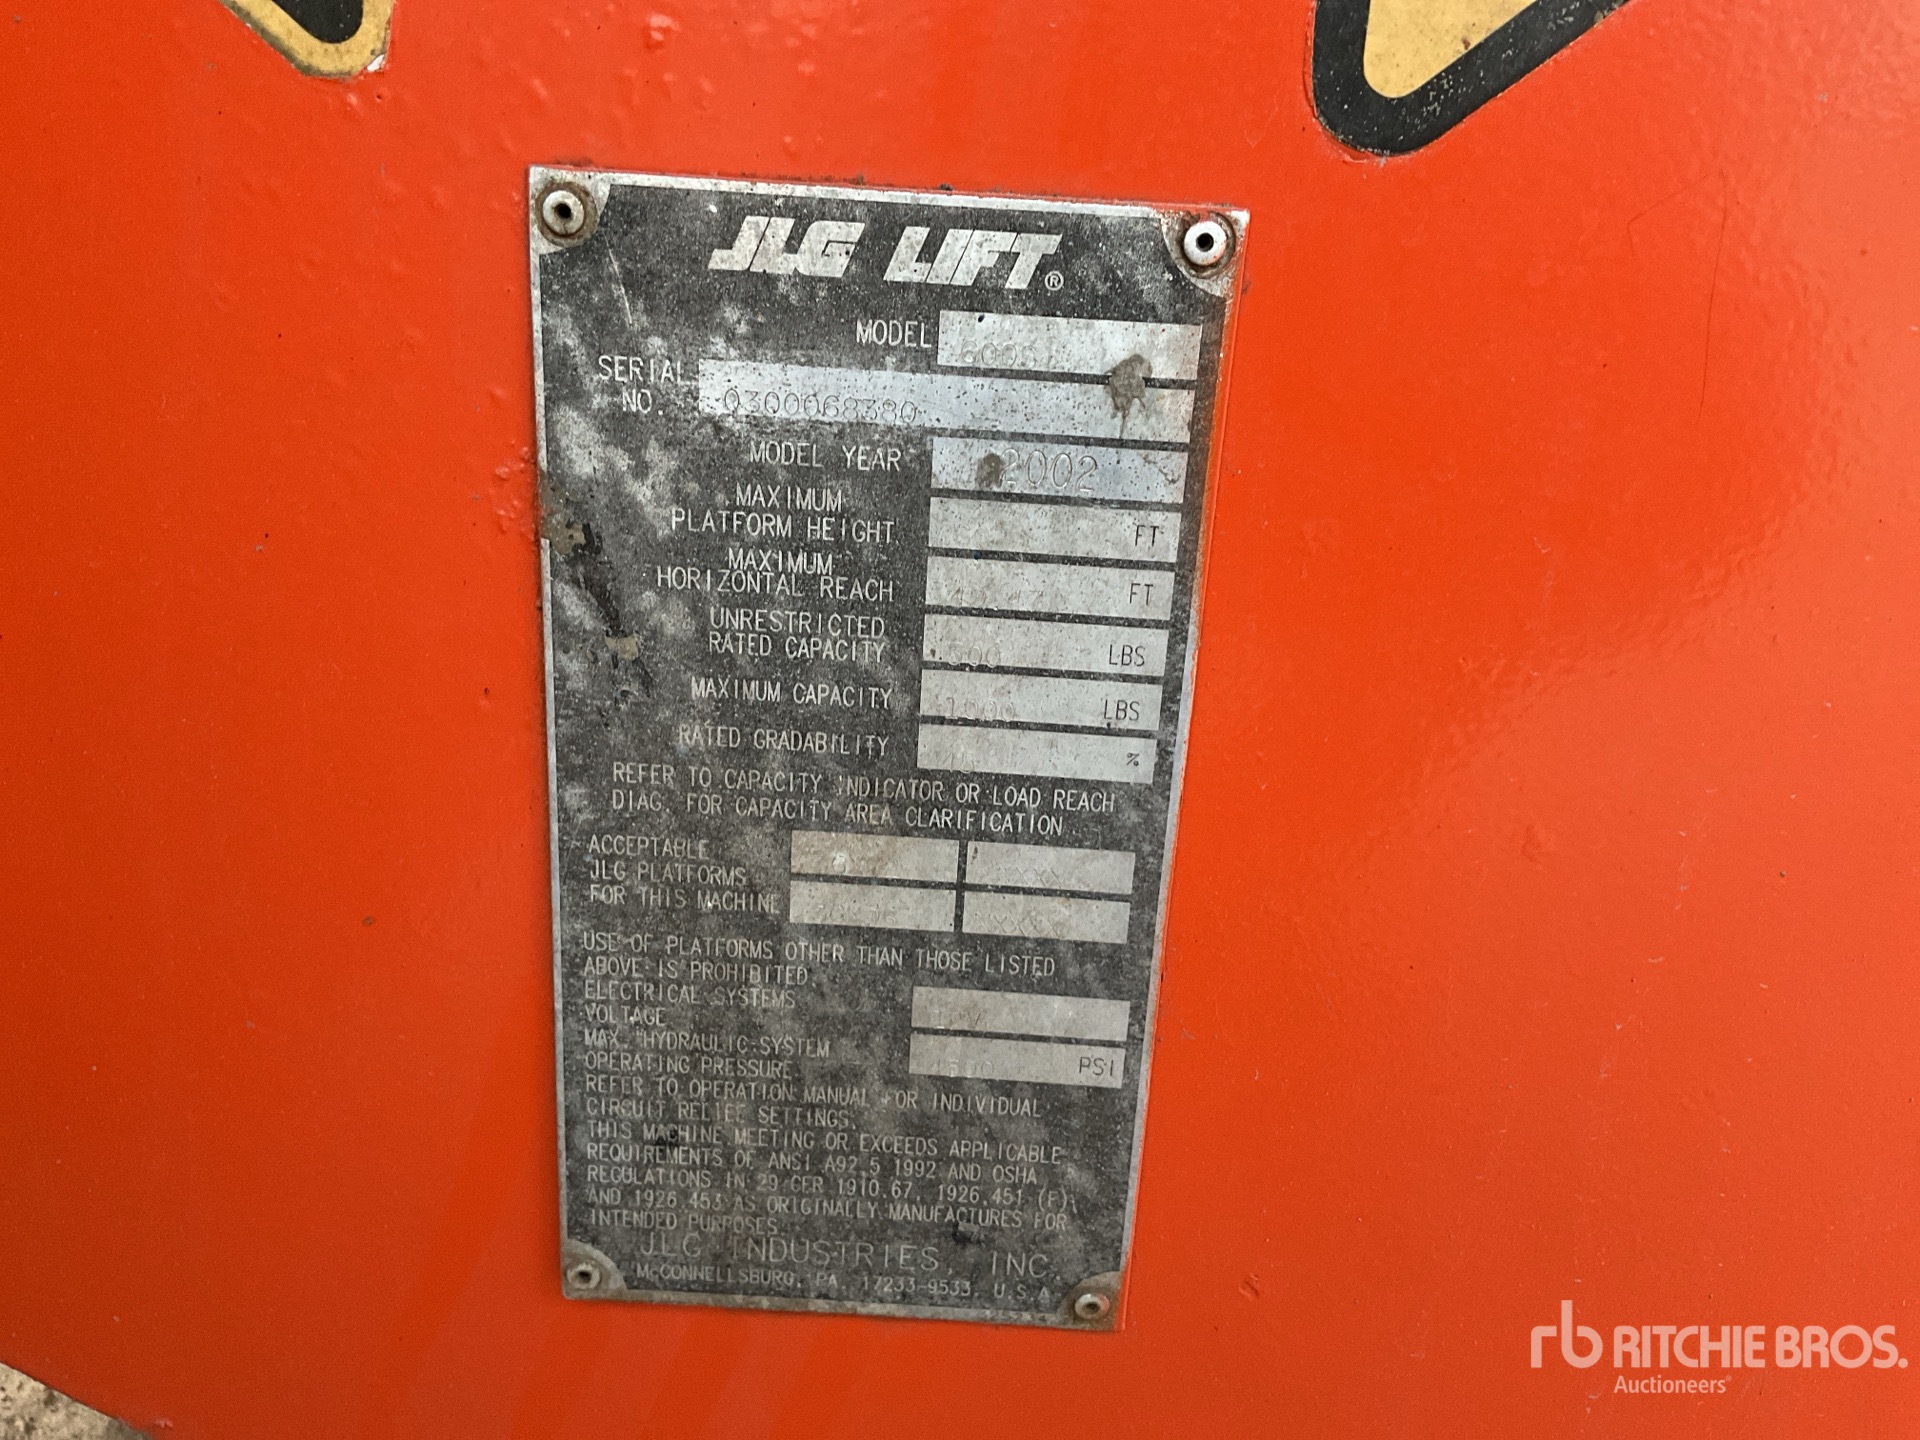 JLG LIFT®
MODEL
SERIAL NO. 0300068380
MODEL YEAR 2002
MAXIMUM
PLATFORM HEIGHT FT
MAXIMUM
HORIZONTAL REACH FT
UNRESTRICTED
RATED CAPACITY 500 LBS
MAXIMUM CAPACITY 1000 LBS
RATED GRADABILITY %
REFER TO CAPACITY INDICATOR OR LOAD REACH
DIAG. FOR CAPACITY AREA CLARIFICATION
ACCEPTABLE
JLG PLATFORMS
FOR THIS MACHINE
USE OF PLATFORMS OTHER THAN THOSE LISTED
ABOVE IS PROHIBITED.
ELECTRICAL SYSTEMS
VOLTAGE
MAX. HYDRAULIC SYSTEM
OPERATING PRESSURE PSI
REFER TO OPERATION MANUAL FOR INDIVIDUAL
CIRCUIT RELIEF SETTINGS.
THIS MACHINE MEETING OR EXCEEDS APPLICABLE
REQUIREMENTS OF ANSI A92.5 1992 AND OSHA
REGULATIONS IN 29 CFR 1910.67, 1926.451 (F)
AND 1926.453 AS ORIGINALLY MANUFACTURES FOR
INTENDED PURPOSES
JLG INDUSTRIES, INC.
McCONNELLSBURG, PA. 17233-9533, U.S.A
rb RITCHIE BROS.
Auctioneers